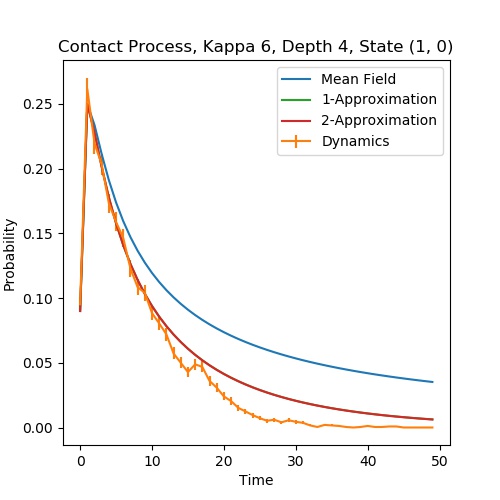 Contact Process, Kappa 6, Depth 4, State (1, 0)
Mean Field
1-Approximation
2-Approximation
Dynamics
Probability
0.25
0.20
0.15
0.10
0.05
0.00
0 10 20 30 40 50
Time